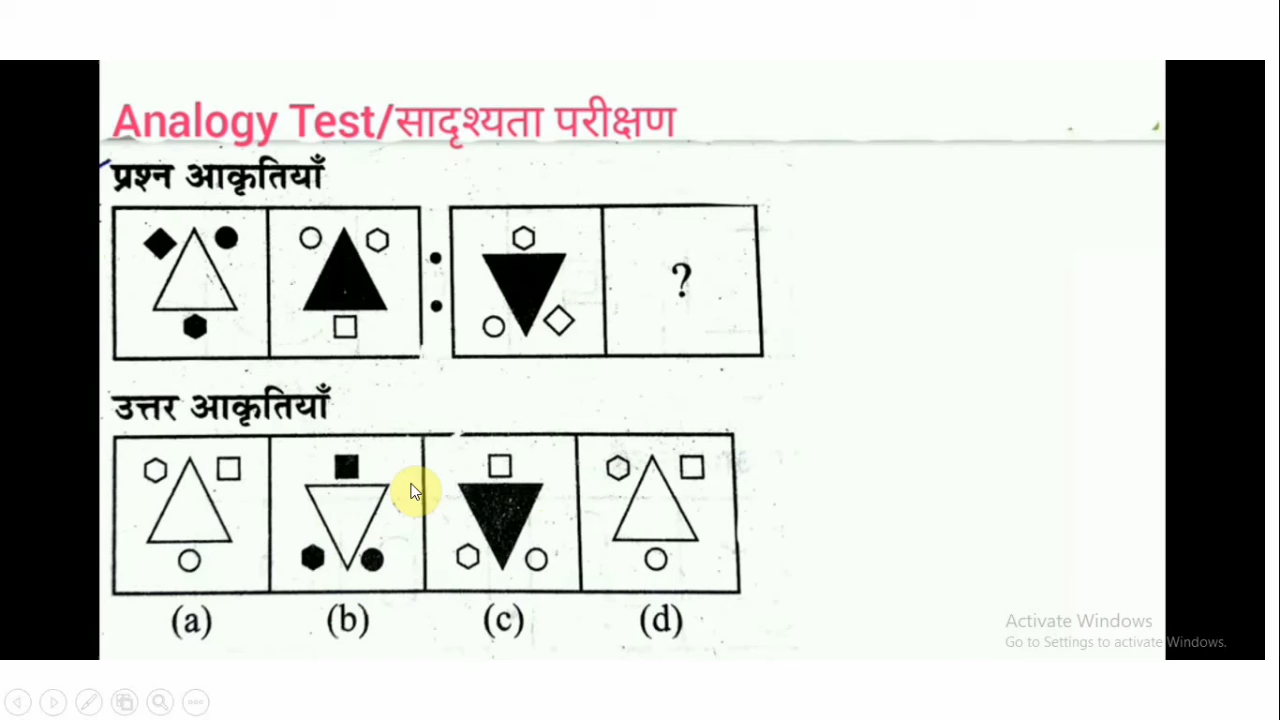 Analogy Test/सादृश्यता परीक्षण
प्रश्न आकृतियाँ
?
उत्तर आकृतियाँ
(a) (b) (c) (d)
Activate Windows
Go to Settings to activate Windows.